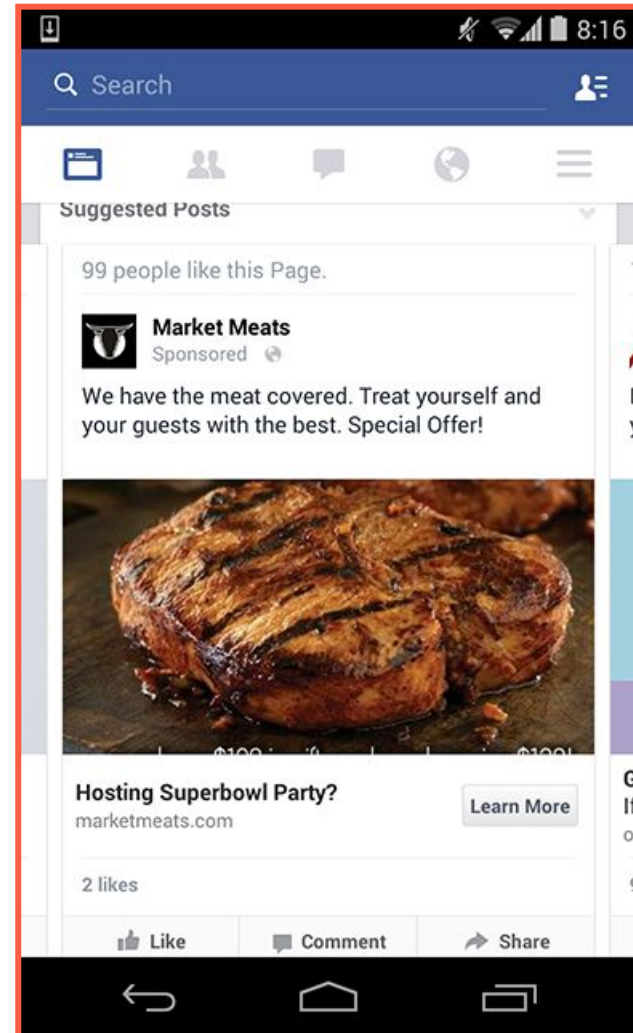 8:16
Search
Suggested Posts
99 people like this Page.
Market Meats
Sponsored
We have the meat covered. Treat yourself and
your guests with the best. Special Offer!
Hosting Superbowl Party?
marketmeats.com
Learn More
2 likes
Like Comment Share